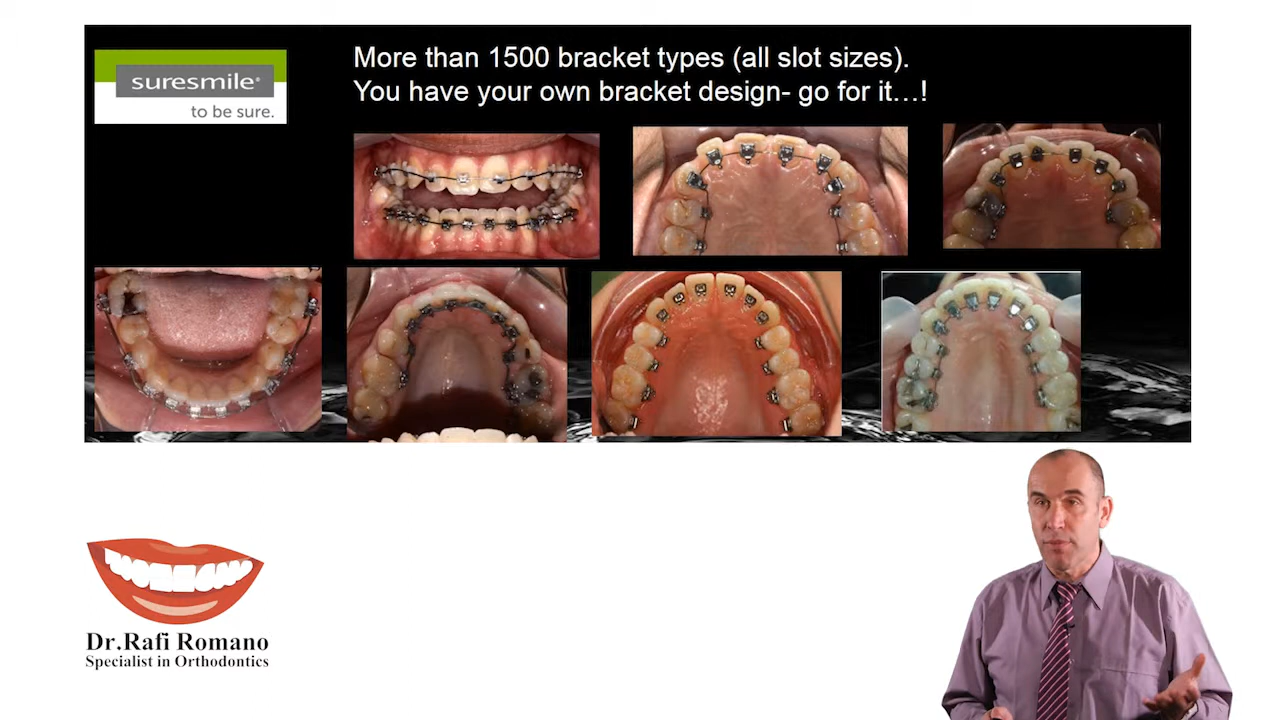 suresmile®
to be sure.
More than 1500 bracket types (all slot sizes).
You have your own bracket design- go for it…!
Dr.Rafi Romano
Specialist in Orthodontics